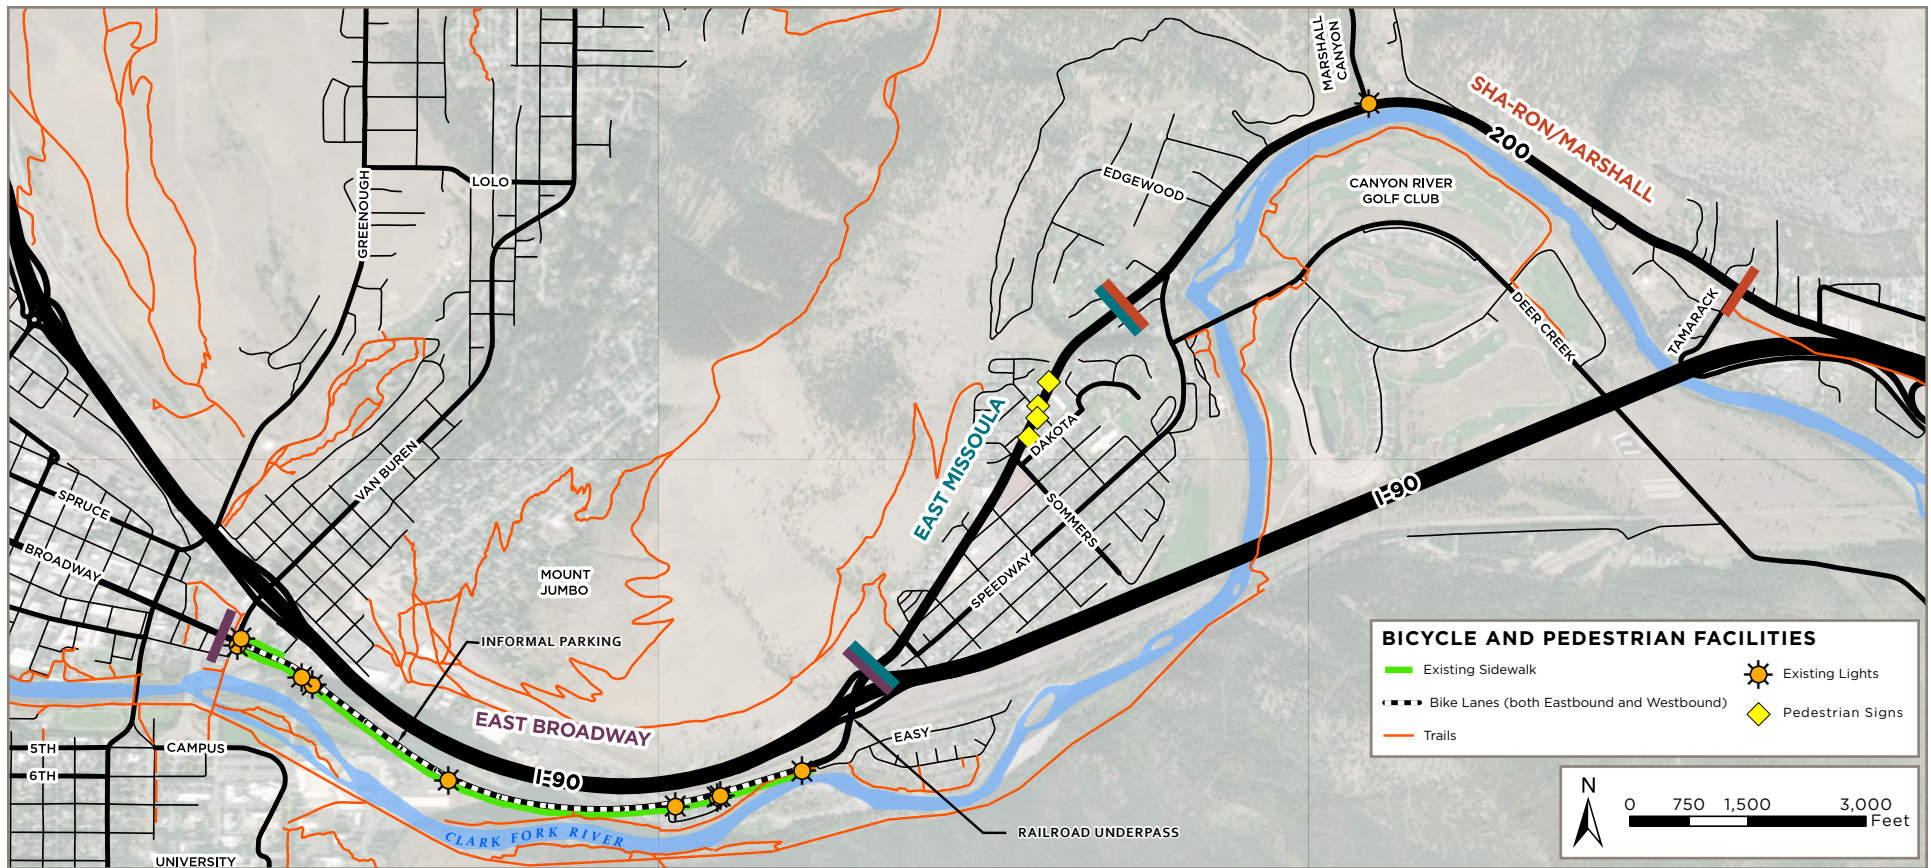 MARSHALL
CANYON
SHA-RON/MARSHALL
200
LOLO
GREENOUGH
EDGEWOOD
CANYON RIVER
GOLF CLUB
DEER CREEK
TAMARACK
VAN BUREN
EAST MISSOULA
DAKOTA
SPRUCE
I-90
SOMMERS
BROADWAY
SPEEDWAY
MOUNT
JUMBO
INFORMAL PARKING
EAST BROADWAY
EASY
5TH
CAMPUS
6TH
I-90
CLARK FORK RIVER
RAILROAD UNDERPASS
UNIVERSITY
BICYCLE AND PEDESTRIAN FACILITIES
Existing Sidewalk
Existing Lights
Bike Lanes (both Eastbound and Westbound)
Pedestrian Signs
Trails
N
0 750 1,500 3,000
Feet